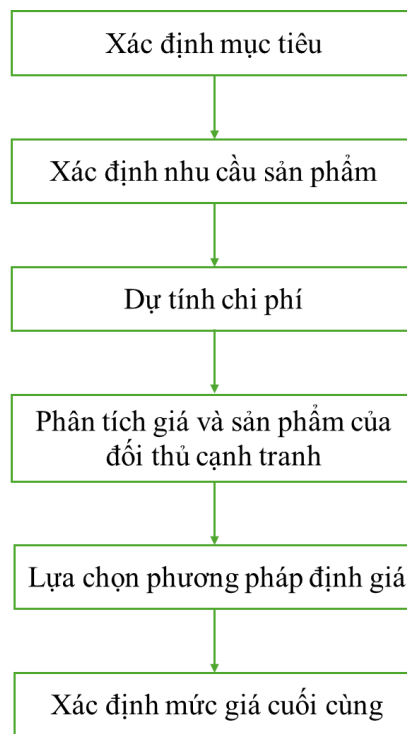 Xác định mục tiêu
Xác định nhu cầu sản phẩm
Dự tính chi phí
Phân tích giá và sản phẩm của
đối thủ cạnh tranh
Lựa chọn phương pháp định giá
Xác định mức giá cuối cùng